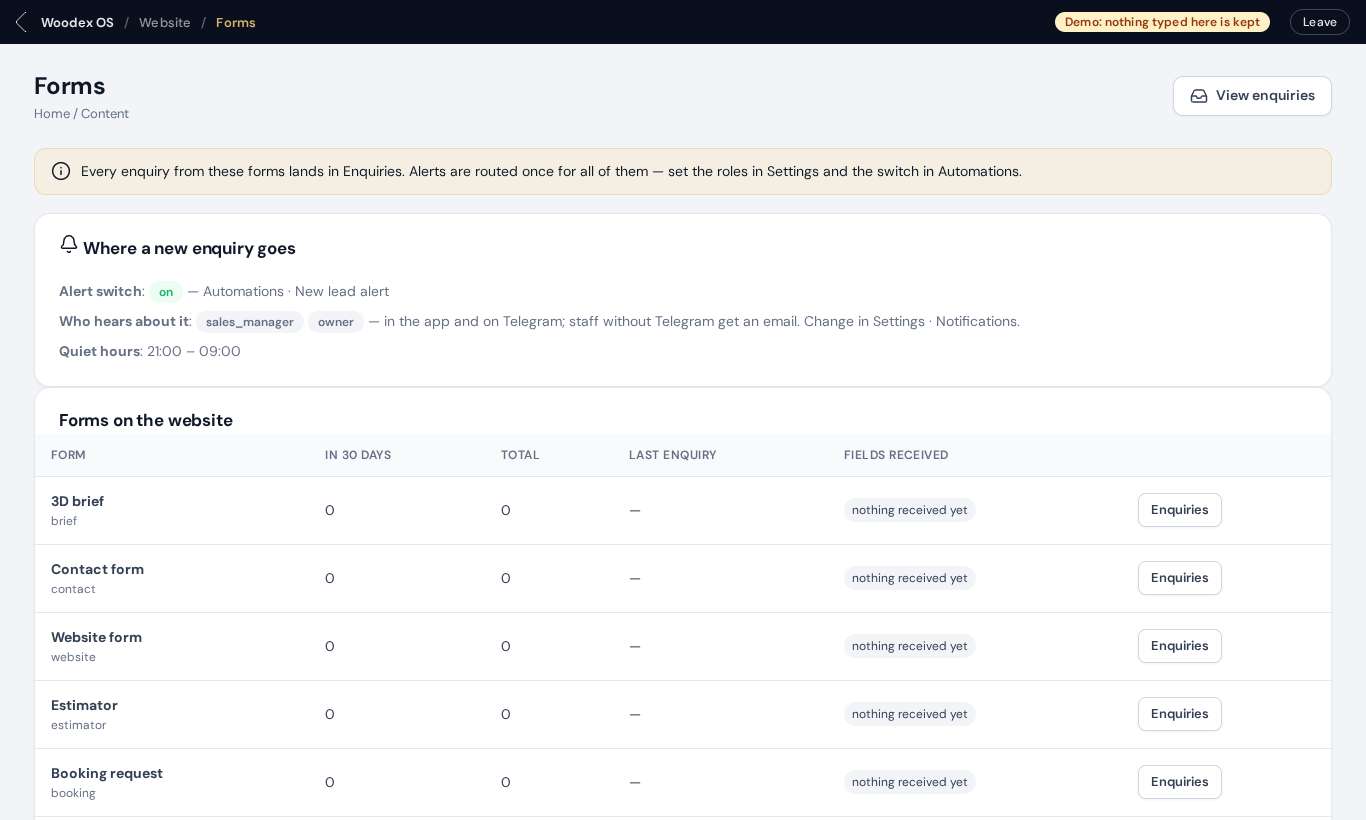 Woodex OS / Website / Forms
Demo: nothing typed here is kept
Leave
Forms
Home / Content
View enquiries
Every enquiry from these forms lands in Enquiries. Alerts are routed once for all of them — set the roles in Settings and the switch in Automations.
Where a new enquiry goes
Alert switch: on — Automations · New lead alert
Who hears about it: sales_manager owner — in the app and on Telegram; staff without Telegram get an email. Change in Settings · Notifications.
Quiet hours: 21:00 – 09:00
Forms on the website
FORM IN 30 DAYS TOTAL LAST ENQUIRY FIELDS RECEIVED
3D brief
brief
0 0 — nothing received yet Enquiries
Contact form
contact
0 0 — nothing received yet Enquiries
Website form
website
0 0 — nothing received yet Enquiries
Estimator
estimator
0 0 — nothing received yet Enquiries
Booking request
booking
0 0 — nothing received yet Enquiries